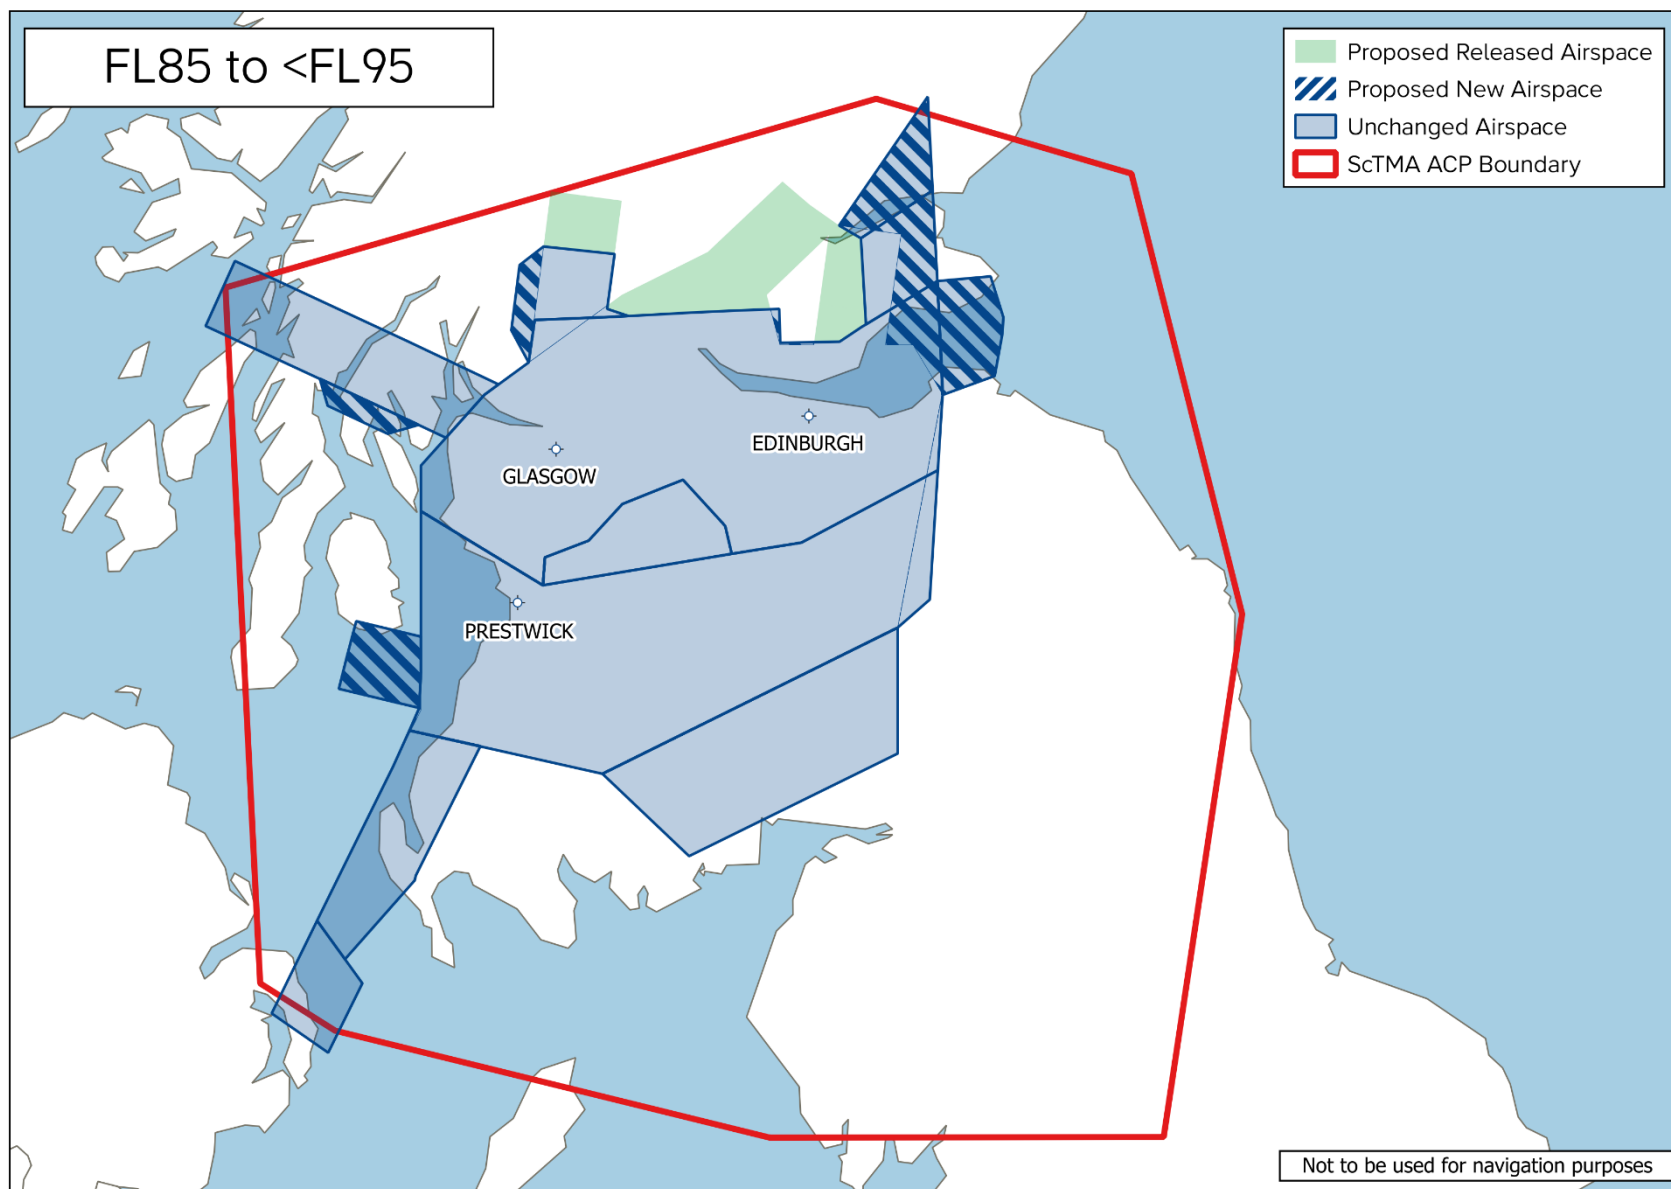 FL85 to <FL95
Proposed Released Airspace
Proposed New Airspace
Unchanged Airspace
ScTMA ACP Boundary
EDINBURGH
GLASGOW
PRESTWICK
Not to be used for navigation purposes